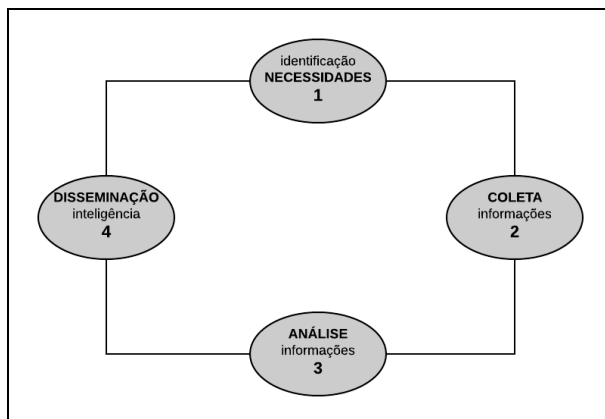 identificação
NECESSIDADES
1
DISSEMINAÇÃO
inteligência
4
COLETA
informações
2
ANÁLISE
informações
3